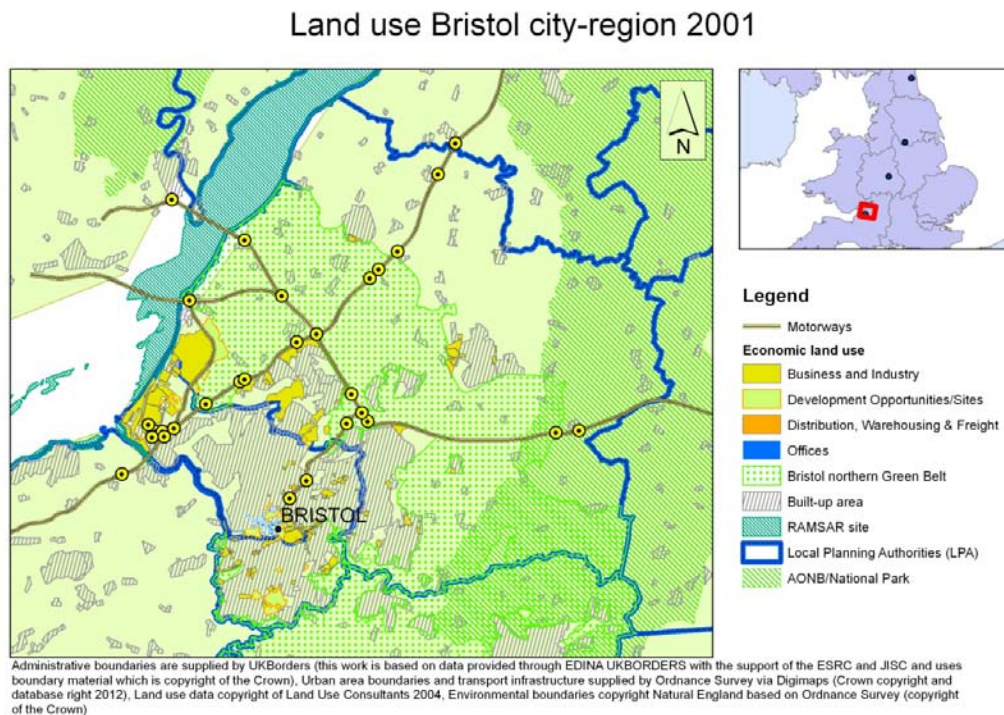 Land use Bristol city-region 2001
N
BRISTOL
Legend
Motorways
Economic land use
Business and Industry
Development Opportunities/Sites
Distribution, Warehousing & Freight
Offices
Bristol northern Green Belt
Built-up area
RAMSAR site
Local Planning Authorities (LPA)
AONB/National Park
Administrative boundaries are supplied by UKBorders (this work is based on data provided through EDINA UKBORDERS with the support of the ESRC and JISC and uses
boundary material which is copyright of the Crown), Urban area boundaries and transport infrastructure supplied by Ordnance Survey via Digimaps (Crown copyright and
database right 2012), Land use data copyright of Land Use Consultants 2004, Environmental boundaries copyright Natural England based on Ordnance Survey (copyright
of the Crown)